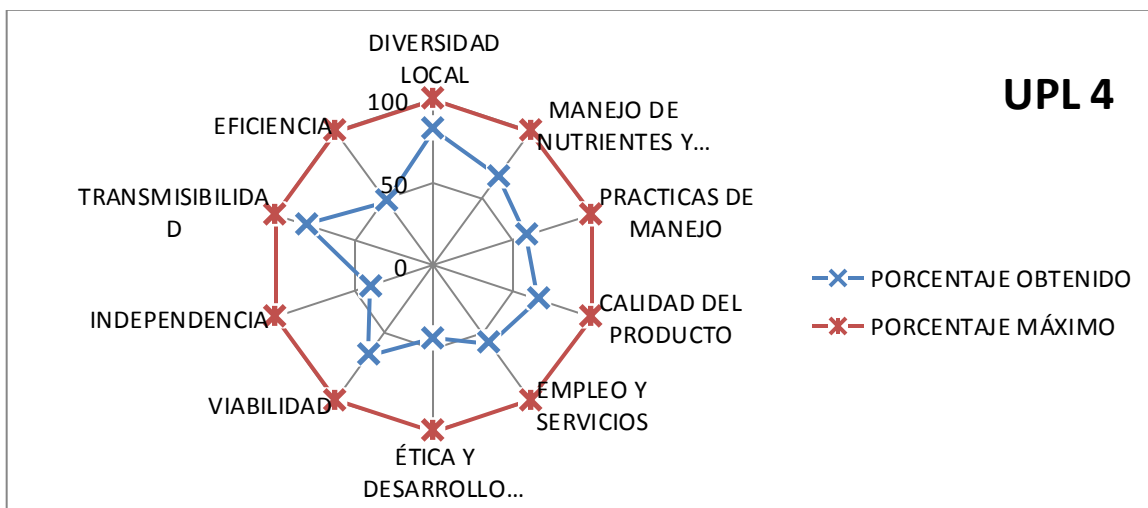 UPL 4
DIVERSIDAD
LOCAL
MANEJO DE
NUTRIENTES Y...
PRACTICAS DE
MANEJO
CALIDAD DEL
PRODUCTO
EMPLEO Y
SERVICIOS
ÉTICA Y
DESARROLLO...
VIABILIDAD
INDEPENDENCIA
TRANSMISIBILIDA
D
EFICIENCIA
100
50
0
PORCENTAJE OBTENIDO
PORCENTAJE MÁXIMO